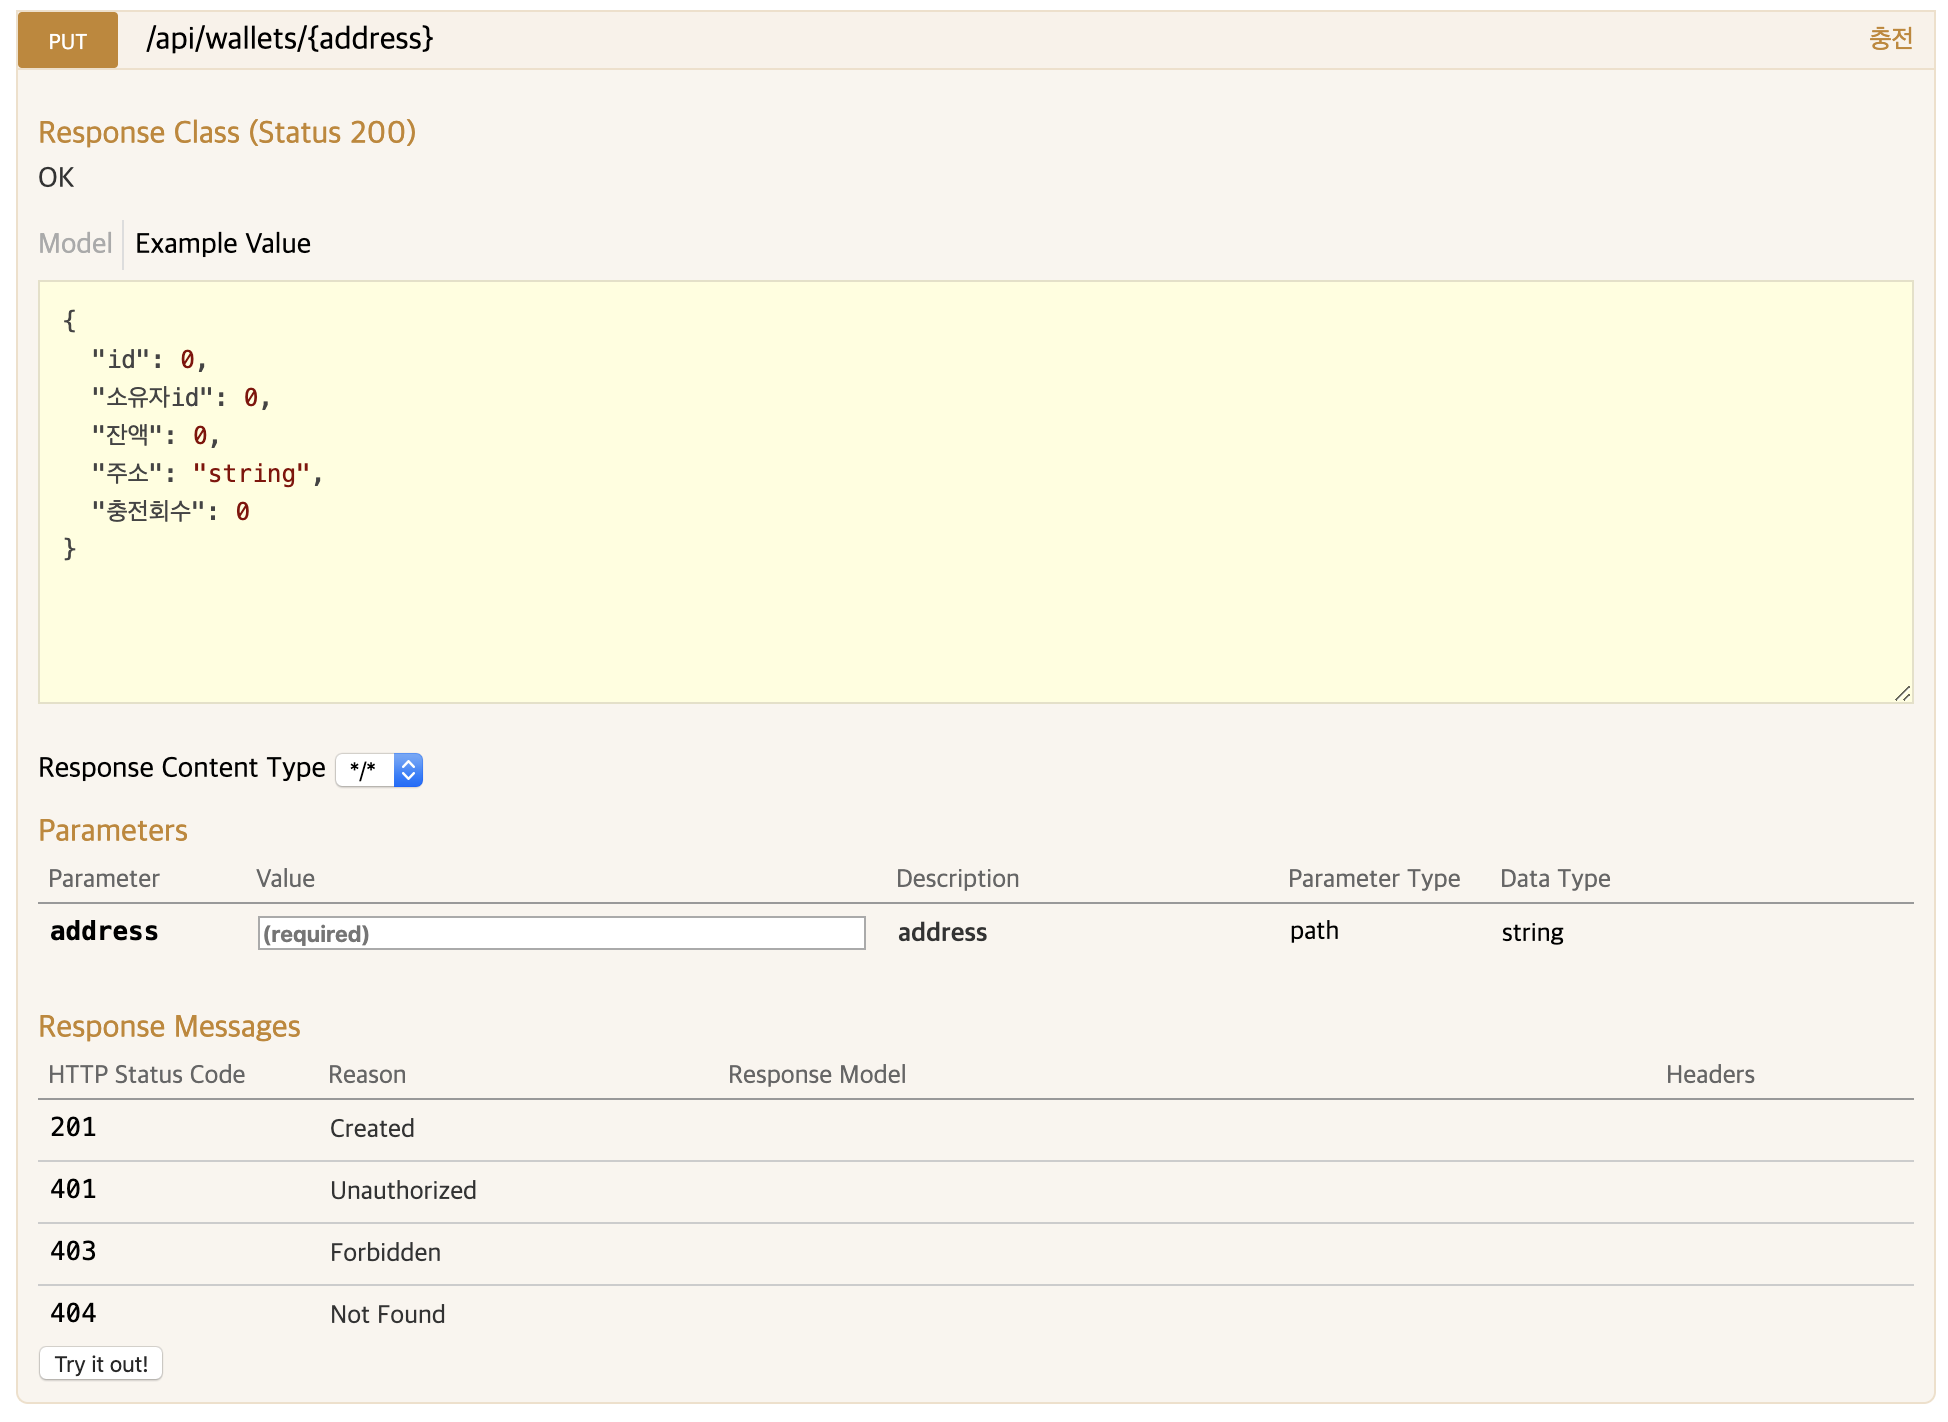 PUT /api/wallets/{address} 충전
Response Class (Status 200)
OK
Model Example Value
{
"id": 0,
"소유자id": 0,
"잔액": 0,
"주소": "string",
"충전회수": 0
}
Response Content Type */*
Parameters
Parameter Value Description Parameter Type Data Type
address (required) address path string
Response Messages
HTTP Status Code Reason Response Model Headers
201 Created
401 Unauthorized
403 Forbidden
404 Not Found
Try it out!